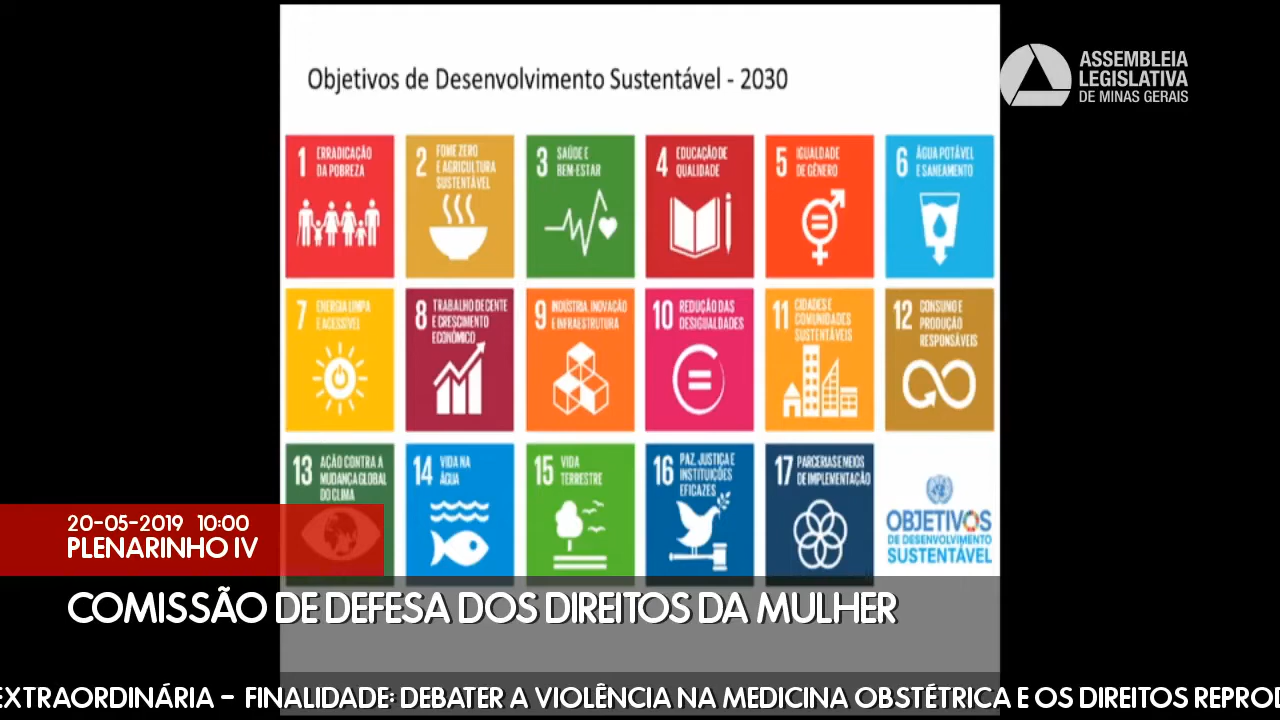 Objetivos de Desenvolvimento Sustentável - 2030
ASSEMBLEIA
LEGISLATIVA
DE MINAS GERAIS
1 ERRADICAÇÃO
DA POBREZA
2 FOME ZERO
E AGRICULTURA
SUSTENTÁVEL
3 SAÚDE E
BEM-ESTAR
4 EDUCAÇÃO DE
QUALIDADE
5 IGUALDADE
DE GÊNERO
6 ÁGUA POTÁVEL
E SANEAMENTO
7 ENERGIA LIMPA
E ACESSÍVEL
8 TRABALHO DECENTE
E CRESCIMENTO
ECONÔMICO
9 INDÚSTRIA, INOVAÇÃO
E INFRAESTRUTURA
10 REDUÇÃO DAS
DESIGUALDADES
11 CIDADES E
COMUNIDADES
SUSTENTÁVEIS
12 CONSUMO E
PRODUÇÃO
RESPONSÁVEIS
13 AÇÃO CONTRA A
MUDANÇA GLOBAL
DO CLIMA
14 VIDA NA
ÁGUA
15 VIDA
TERRESTRE
16 PAZ, JUSTIÇA E
INSTITUIÇÕES
EFICAZES
17 PARCERIAS E MEIOS
DE IMPLEMENTAÇÃO
OBJETIVOS
DE DESENVOLVIMENTO
SUSTENTÁVEL
20-05-2019 10:00
PLENARINHO IV
COMISSÃO DE DEFESA DOS DIREITOS DA MULHER
EXTRAORDINÁRIA - FINALIDADE: DEBATER A VIOLÊNCIA NA MEDICINA OBSTÉTRICA E OS DIREITOS REPROD